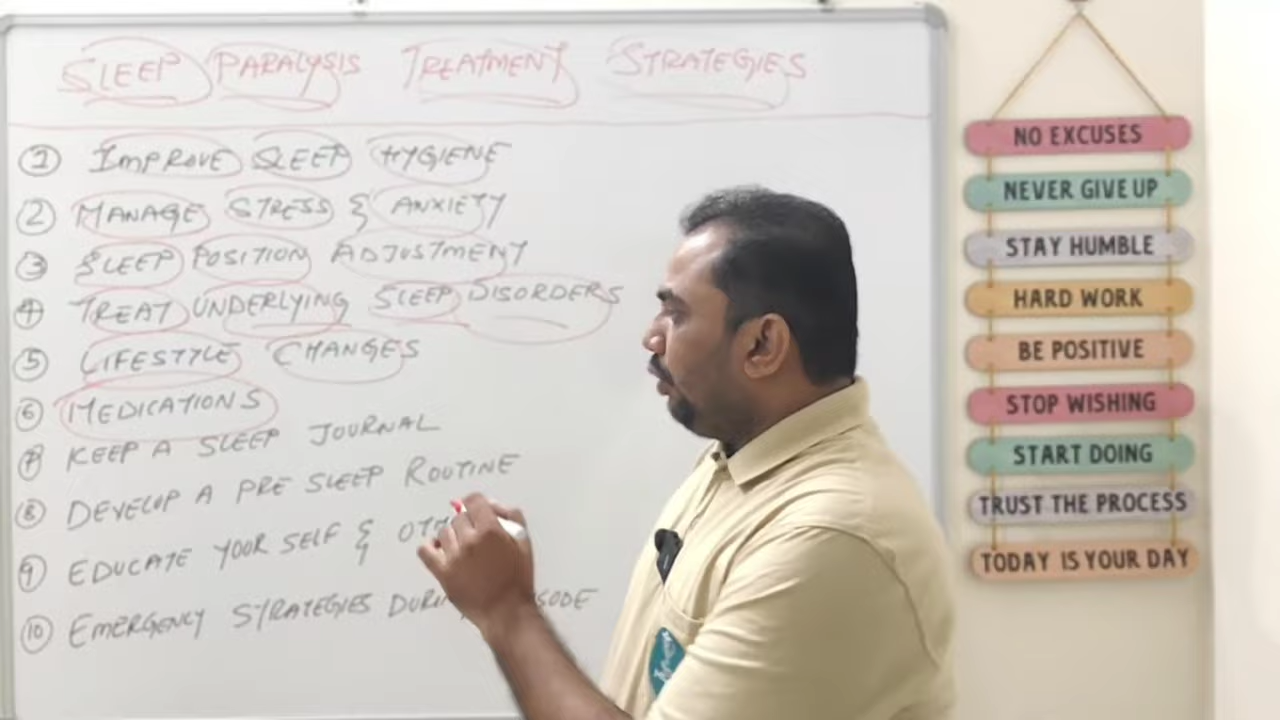 SLEEP PARALYSIS TREATMENT STRATEGIES
① IMPROVE SLEEP HYGIENE
② MANAGE STRESS & ANXIETY
③ SLEEP POSITION ADJUSTMENT
④ TREAT UNDERLYING SLEEP DISORDERS
⑤ LIFESTYLE CHANGES
⑥ MEDICATIONS
⑦ KEEP A SLEEP JOURNAL
⑧ DEVELOP A PRE SLEEP ROUTINE
⑨ EDUCATE YOUR SELF &
⑩ EMERGENCY STRATEGIES
NO EXCUSES
NEVER GIVE UP
STAY HUMBLE
HARD WORK
BE POSITIVE
STOP WISHING
START DOING
TRUST THE PROCESS
TODAY IS YOUR DAY